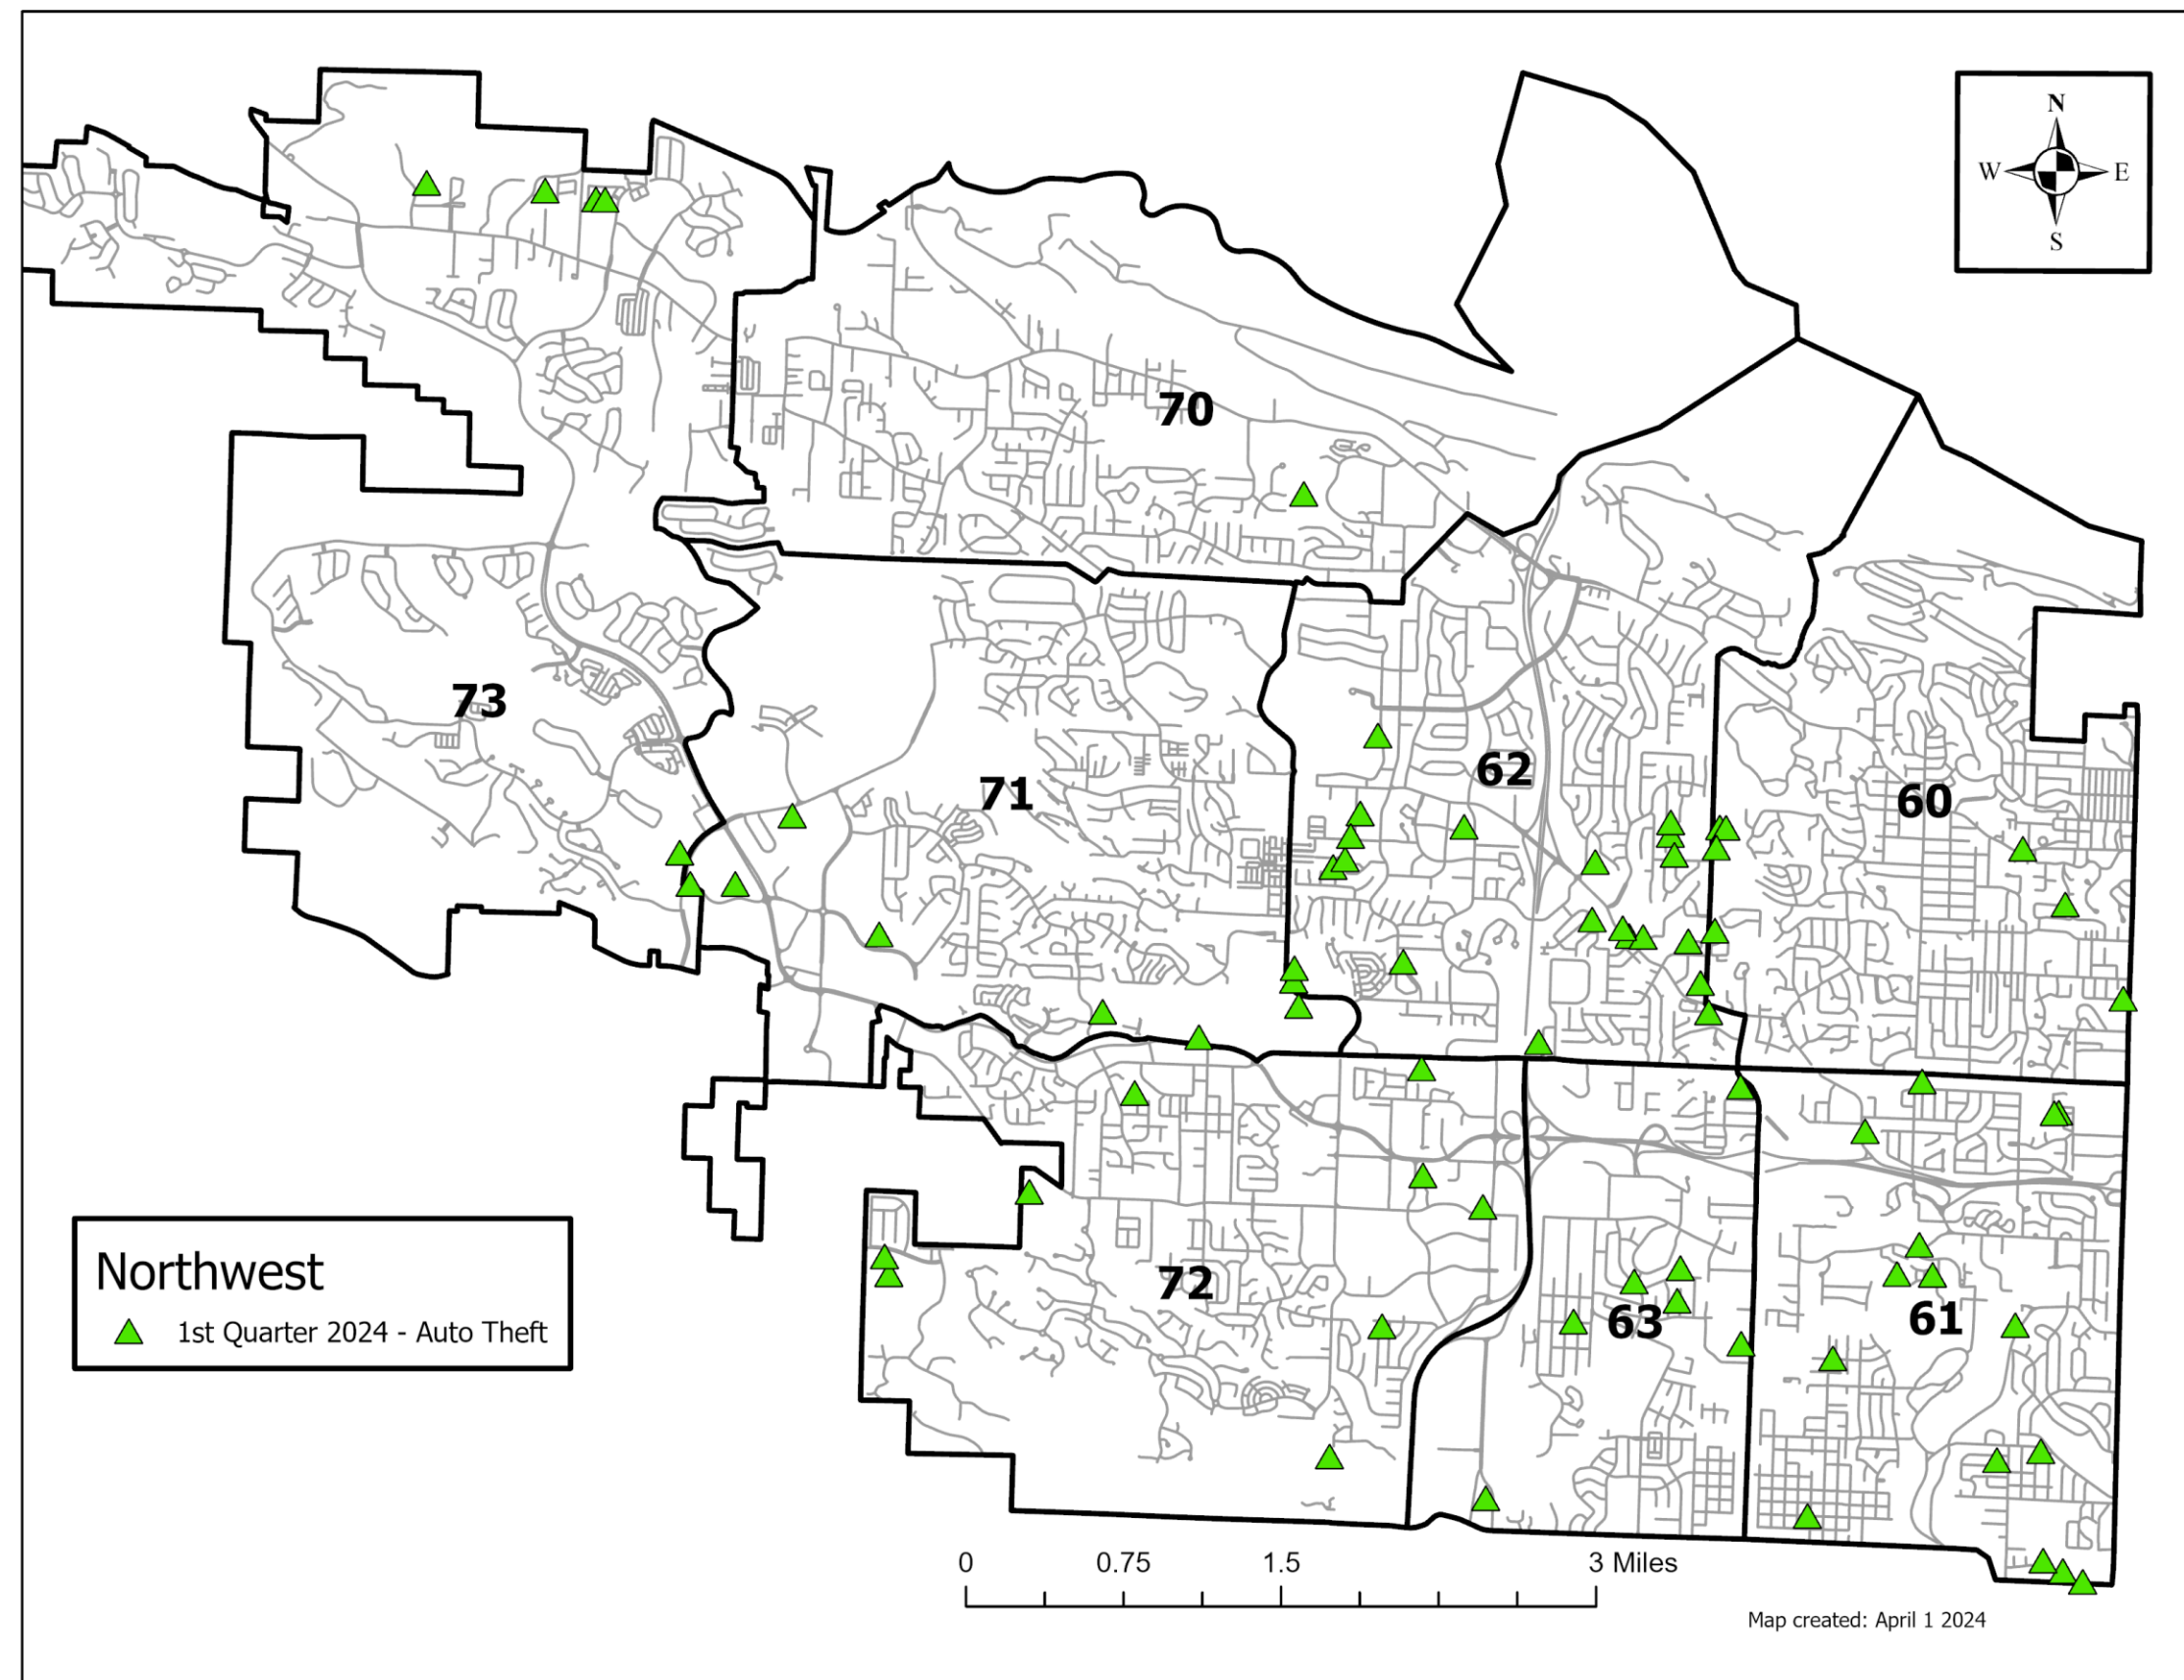 N
W E
S
70
73
71
62
60
72
63
61
Northwest
1st Quarter 2024 - Auto Theft
0 0.75 1.5 3 Miles
Map created: April 1 2024